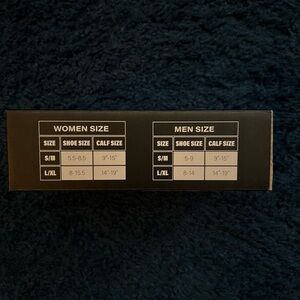 WOMEN SIZE
SIZE SHOE SIZE CALF SIZE
S/M 5.5-8.5 9"-15"
L/XL 8-15.5 14"-19"
MEN SIZE
SIZE SHOE SIZE CALF SIZE
S/M 5-9 9"-15"
L/XL 8-14 14"-19"